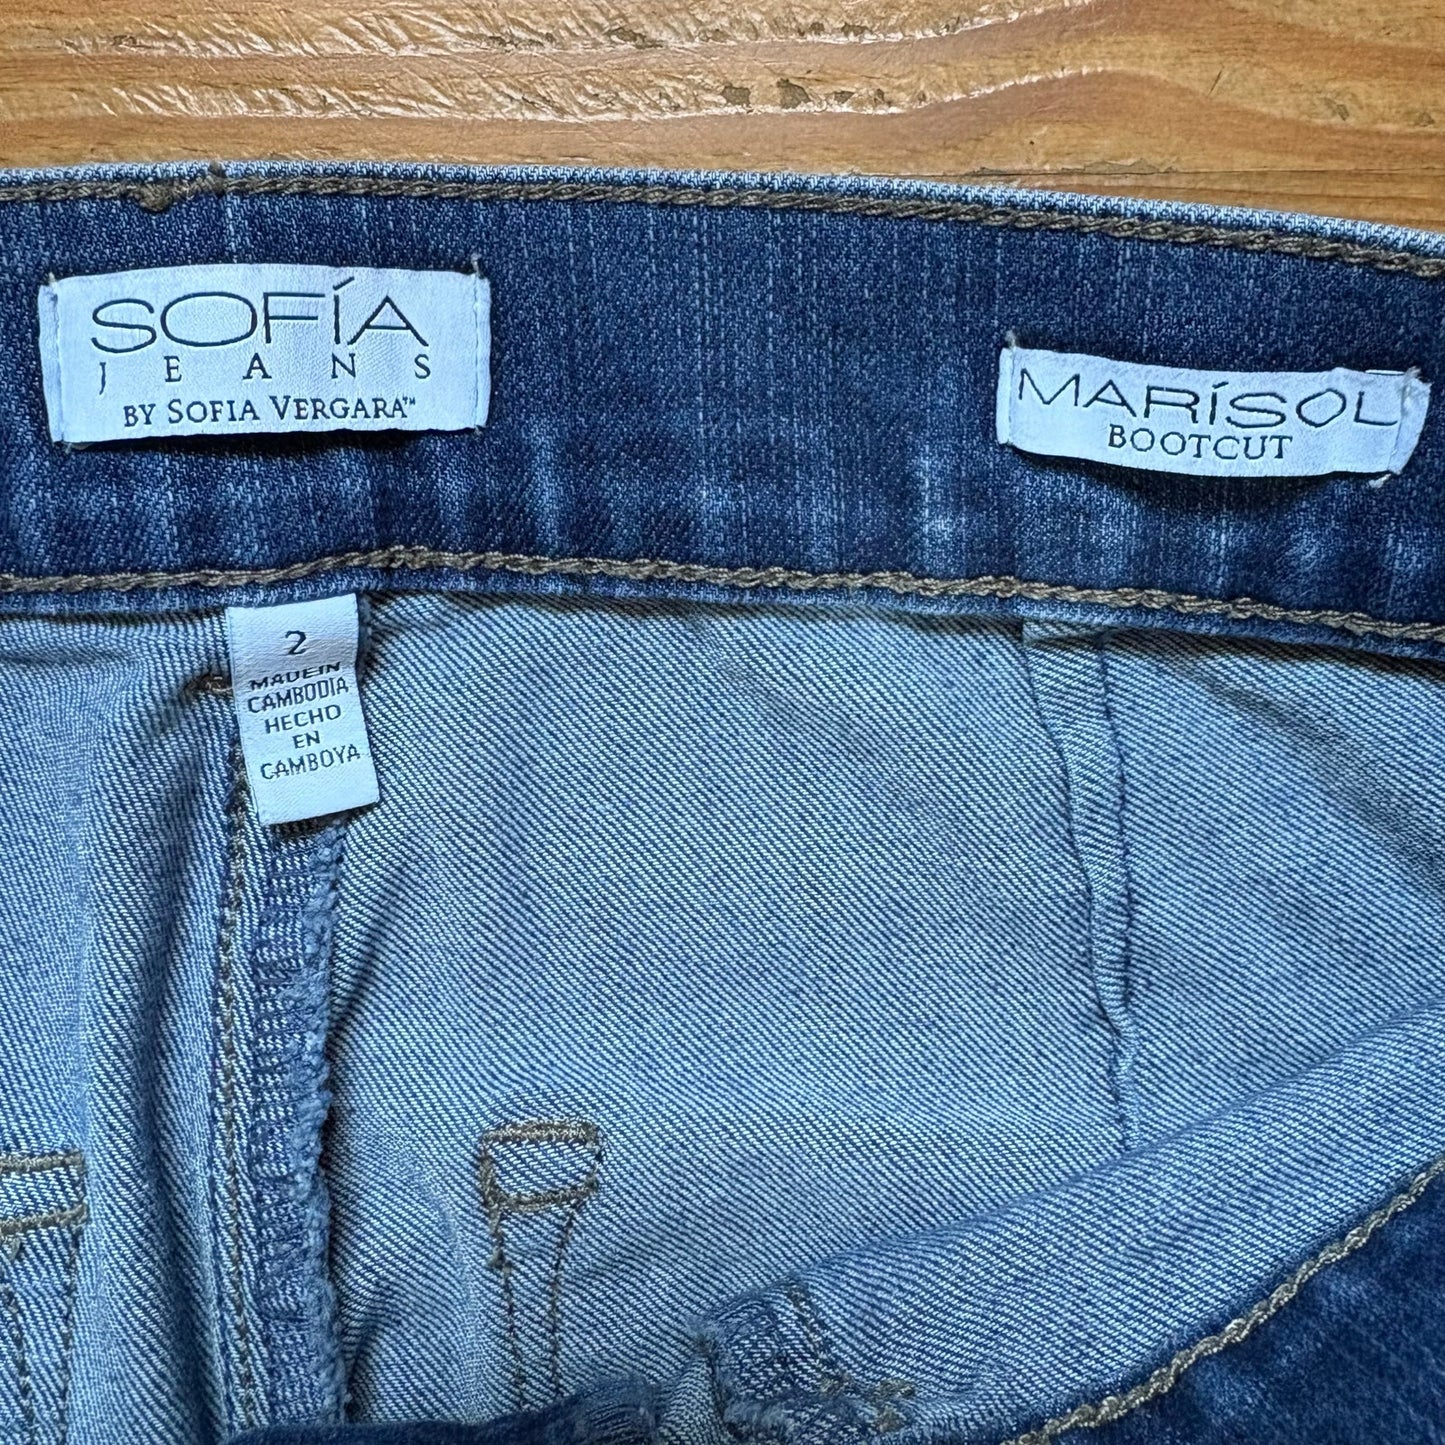 SOFÍA
JEANS
BY SOFIA VERGARA™
MARÍSOL
BOOTCUT
2
MADE IN
CAMBODIA
HECHO
EN
CAMBOYA